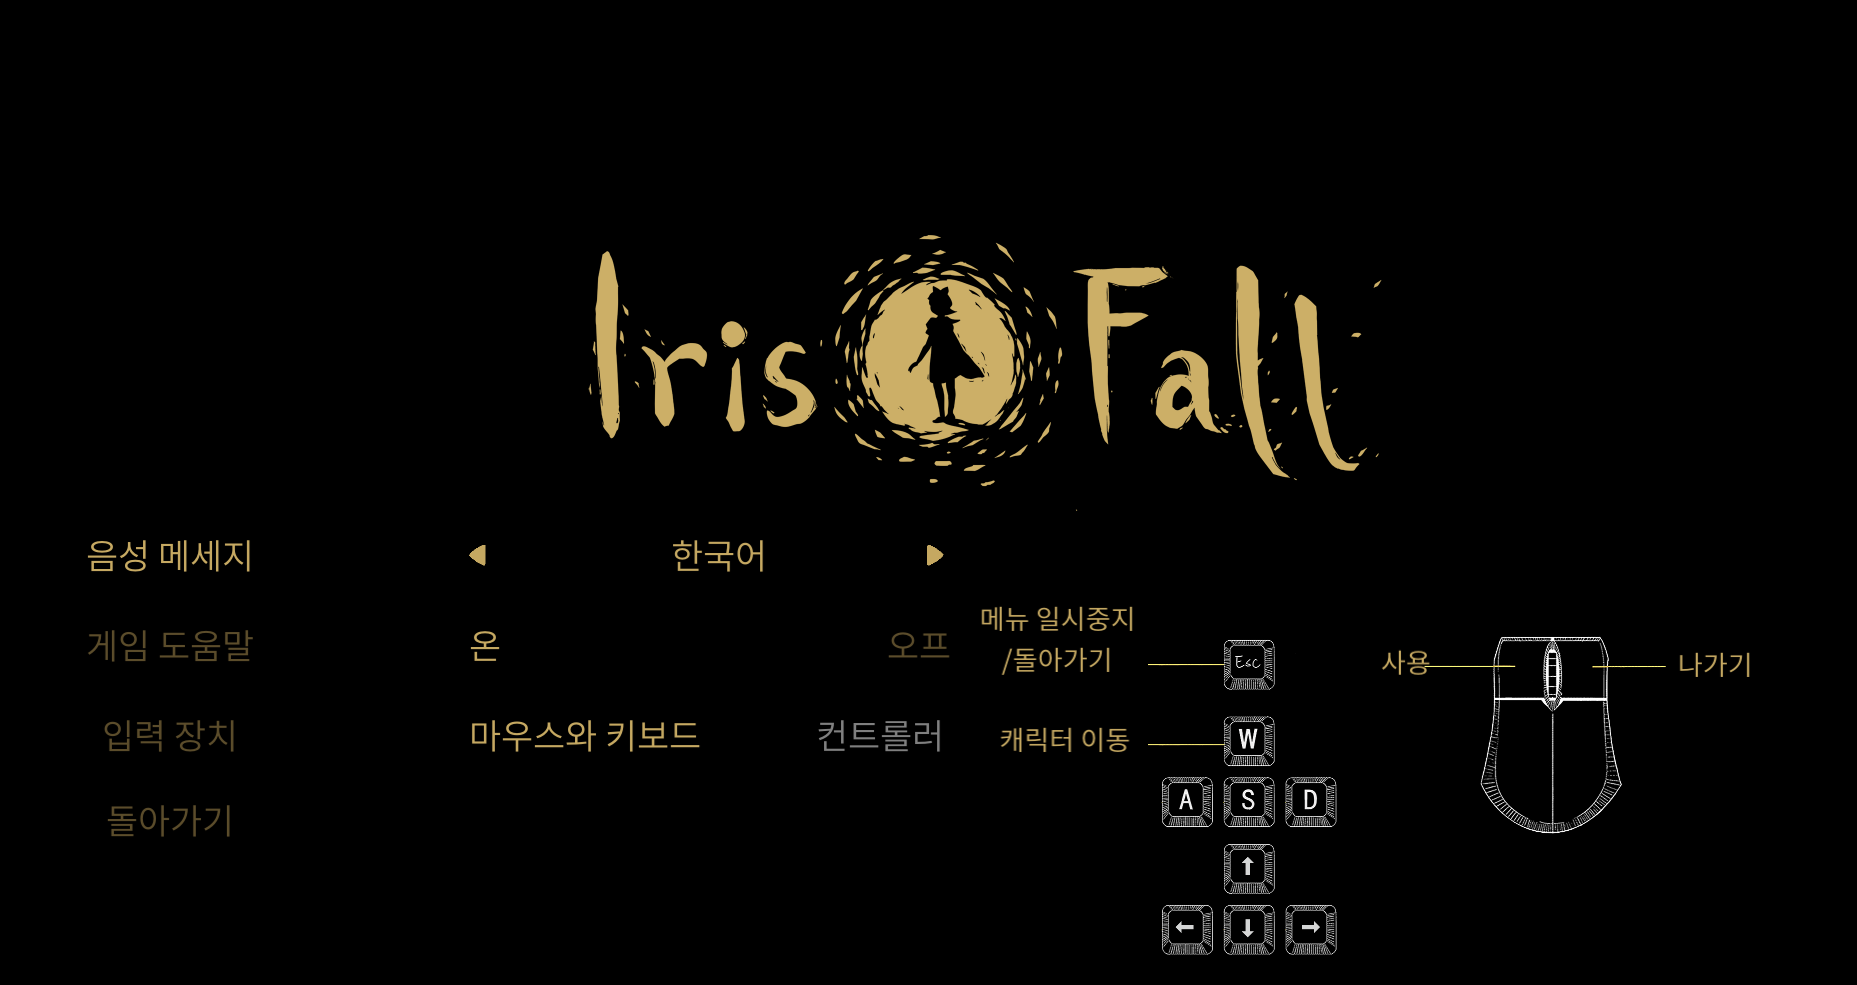 Iris Fall
음성 메세지
한국어
게임 도움말
온
오프
입력 장치
마우스와 키보드
컨트롤러
돌아가기
메뉴 일시중지
/돌아가기
Esc
캐릭터 이동
W
A S D
↑
← ↓ →
사용
나가기